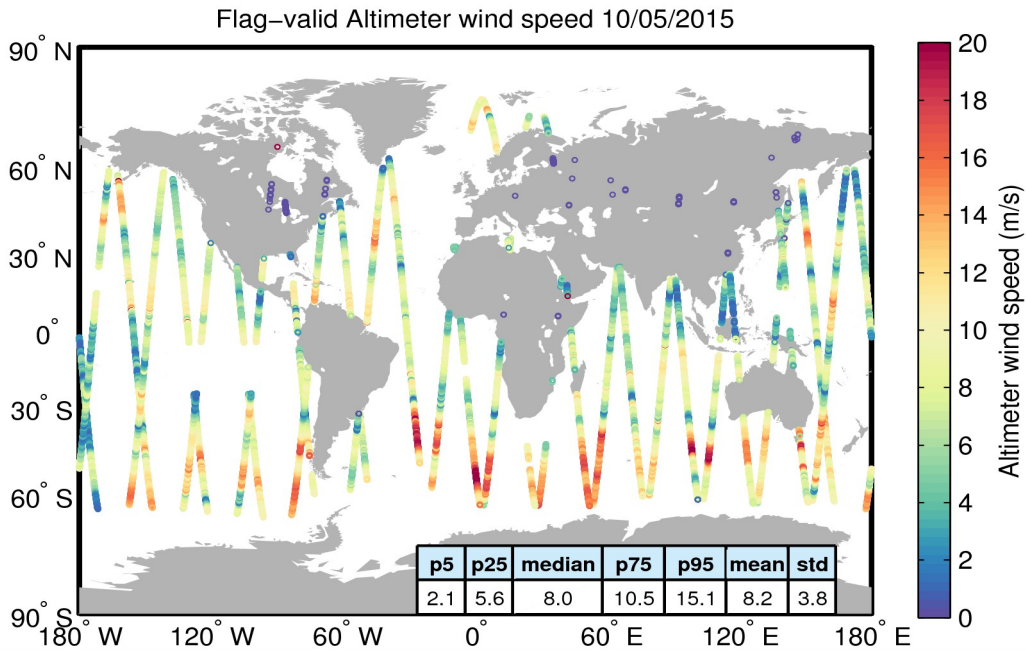 Flag−valid Altimeter wind speed 10/05/2015
90° N
60° N
30° N
0°
30° S
60° S
90° S
180° W
120° W
60° W
0°
60° E
120° E
180° E
p5 p25 median p75 p95 mean std
2.1 5.6 8.0 10.5 15.1 8.2 3.8
20
18
16
14
12
10
8
6
4
2
0
Altimeter wind speed (m/s)